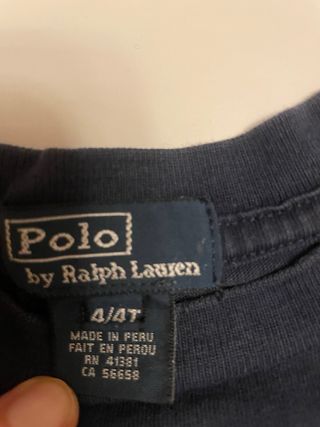 Polo
by Ralph Lauren
4/4T
MADE IN PERU
FAIT EN PEROU
RN 41381
CA 56658